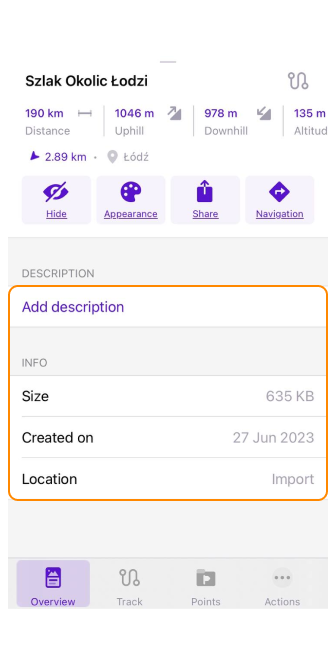 Szlak Okolic Łodzi
190 km 1046 m 978 m 135 m
Distance Uphill Downhill Altitud
2.89 km • Łódź
Hide Appearance Share Navigation
DESCRIPTION
Add description
INFO
Size 635 KB
Created on 27 Jun 2023
Location Import
Overview Track Points Actions